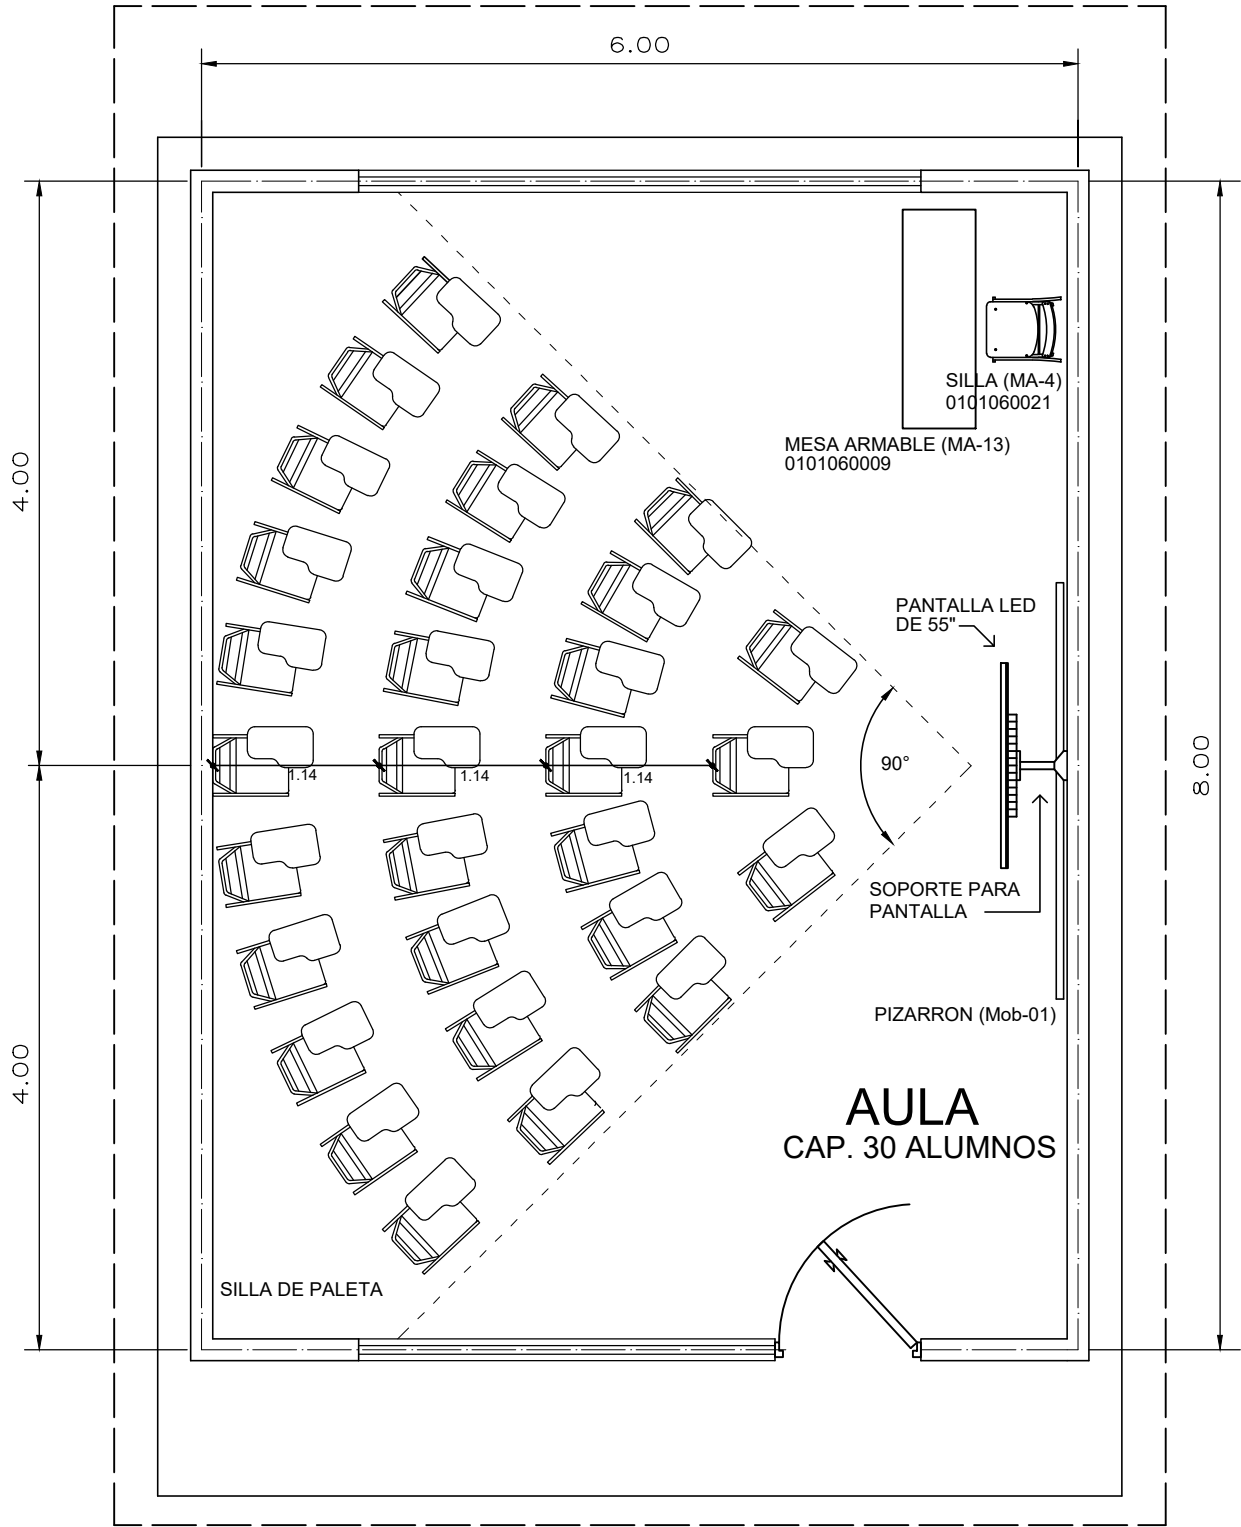 6.00
4.00
SILLA (MA-4)
0101060021
MESA ARMABLE (MA-13)
0101060009
PANTALLA LED
DE 55"
8.00
1.14
1.14
1.14
90°
SOPORTE PARA
PANTALLA
PIZARRON (Mob-01)
4.00
AULA
CAP. 30 ALUMNOS
SILLA DE PALETA